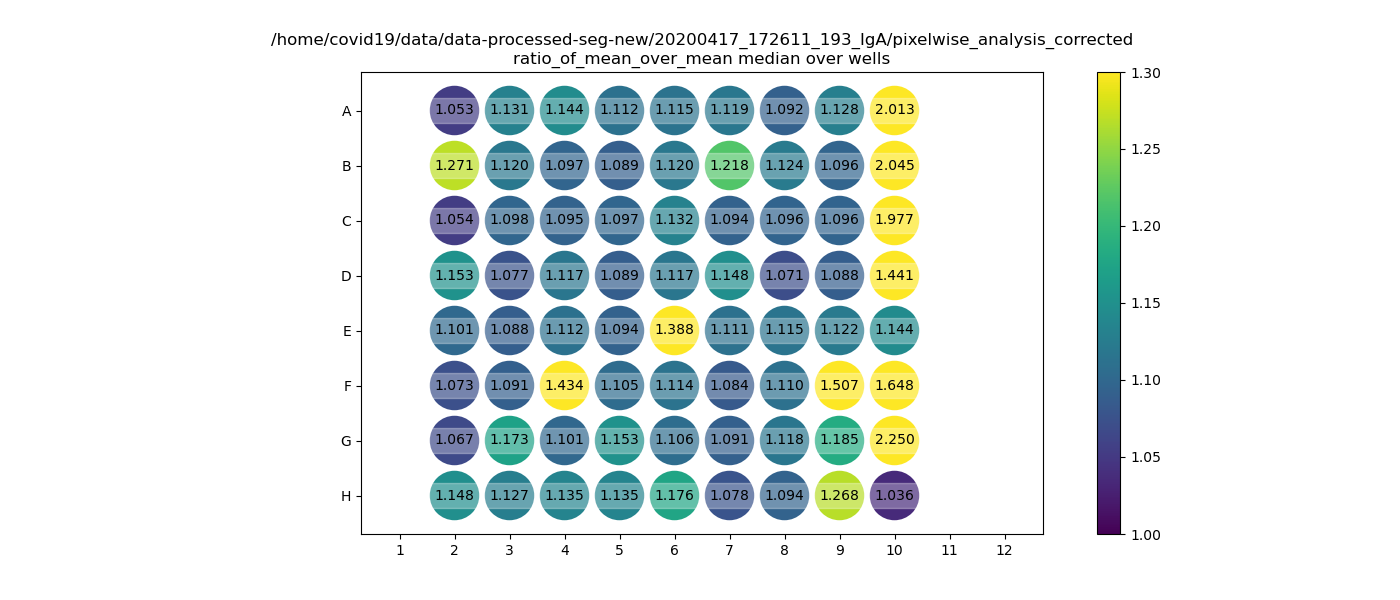 /home/covid19/data/data-processed-seg-new/20200417_172611_193_IgA/pixelwise_analysis_corrected
ratio_of_mean_over_mean median over wells
A 1.053 1.131 1.144 1.112 1.115 1.119 1.092 1.128 2.013
B 1.271 1.120 1.097 1.089 1.120 1.218 1.124 1.096 2.045
C 1.054 1.098 1.095 1.097 1.132 1.094 1.096 1.096 1.977
D 1.153 1.077 1.117 1.089 1.117 1.148 1.071 1.088 1.441
E 1.101 1.088 1.112 1.094 1.388 1.111 1.115 1.122 1.144
F 1.073 1.091 1.434 1.105 1.114 1.084 1.110 1.507 1.648
G 1.067 1.173 1.101 1.153 1.106 1.091 1.118 1.185 2.250
H 1.148 1.127 1.135 1.135 1.176 1.078 1.094 1.268 1.036
1 2 3 4 5 6 7 8 9 10 11 12
1.30
1.25
1.20
1.15
1.10
1.05
1.00